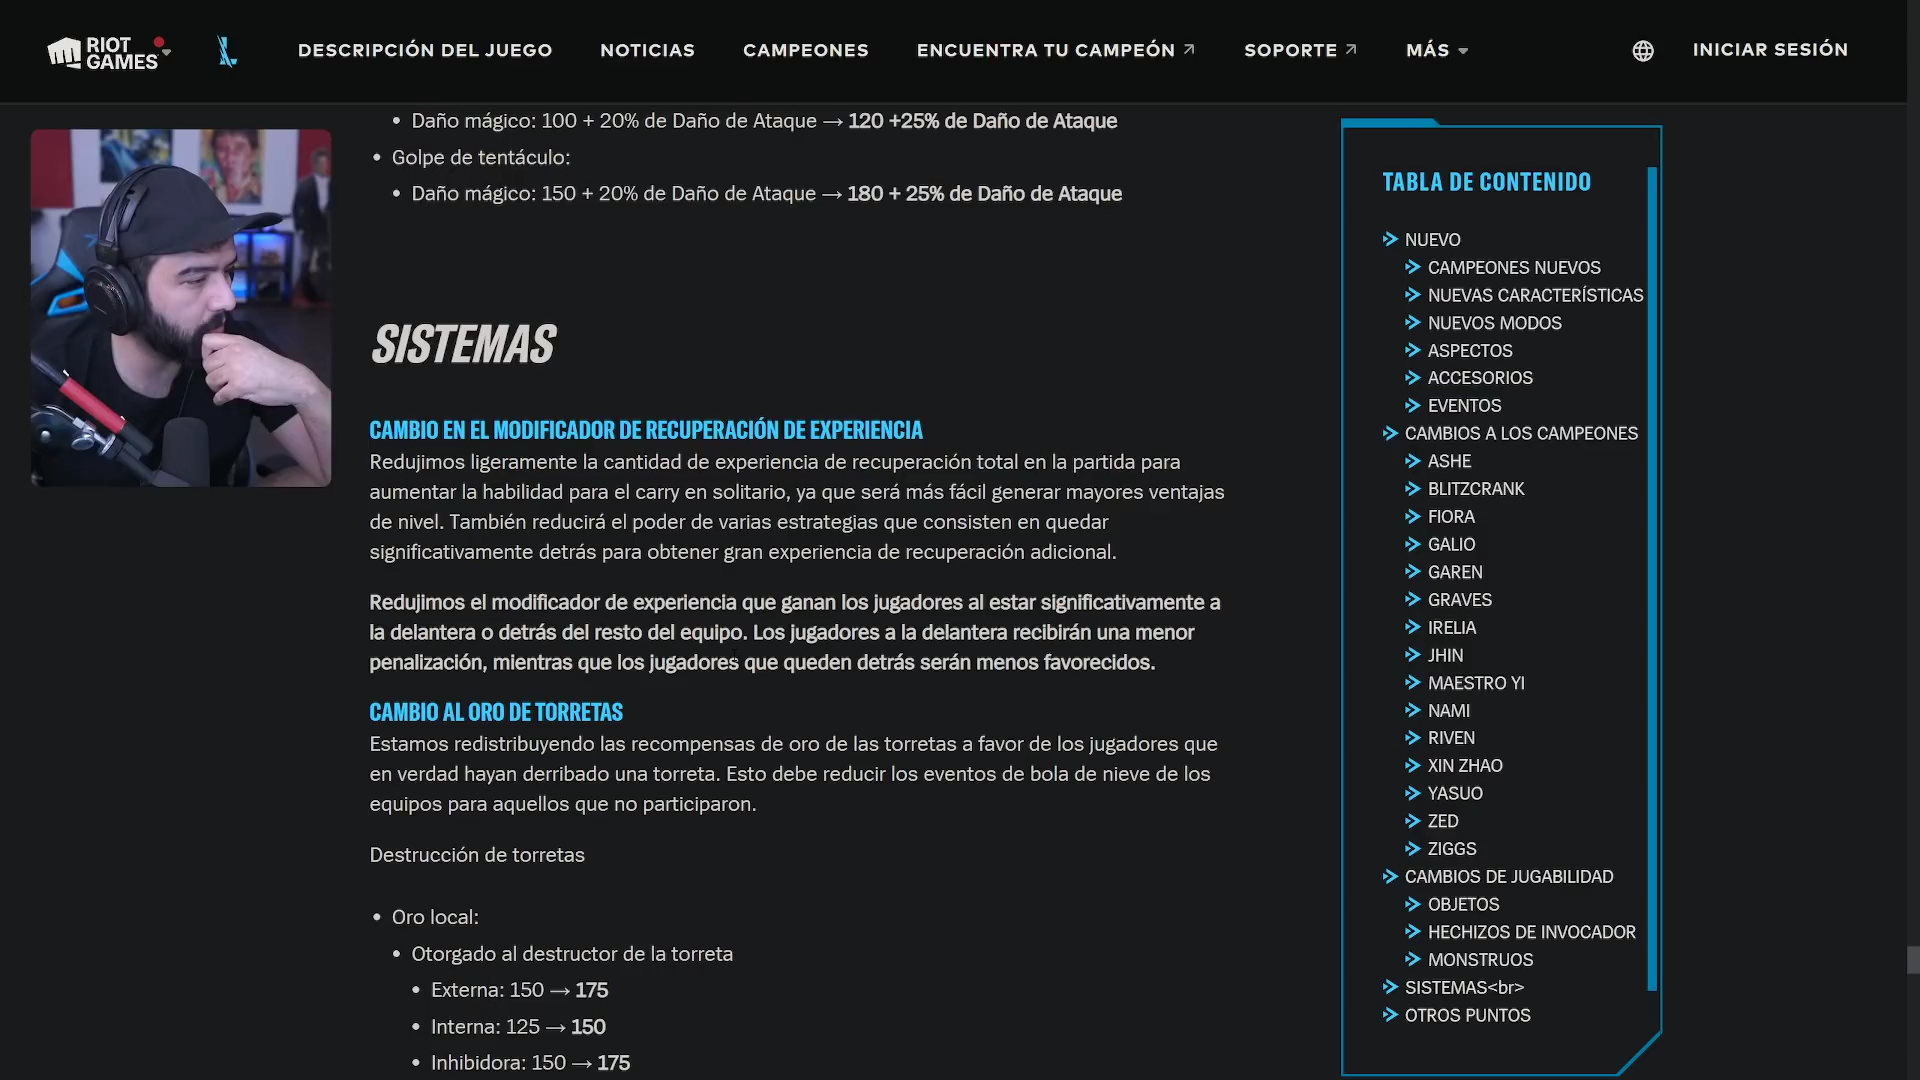 RIOT GAMES
DESCRIPCIÓN DEL JUEGO
NOTICIAS
CAMPEONES
ENCUENTRA TU CAMPEÓN
SOPORTE
MÁS
INICIAR SESIÓN
• Daño mágico: 100 + 20% de Daño de Ataque → 120 +25% de Daño de Ataque
• Golpe de tentáculo:
• Daño mágico: 150 + 20% de Daño de Ataque → 180 + 25% de Daño de Ataque
SISTEMAS
CAMBIO EN EL MODIFICADOR DE RECUPERACIÓN DE EXPERIENCIA
Redujimos ligeramente la cantidad de experiencia de recuperación total en la partida para
aumentar la habilidad para el carry en solitario, ya que será más fácil generar mayores ventajas
de nivel. También reducirá el poder de varias estrategias que consisten en quedar
significativamente detrás para obtener gran experiencia de recuperación adicional.
Redujimos el modificador de experiencia que ganan los jugadores al estar significativamente a
la delantera o detrás del resto del equipo. Los jugadores a la delantera recibirán una menor
penalización, mientras que los jugadores que queden detrás serán menos favorecidos.
CAMBIO AL ORO DE TORRETAS
Estamos redistribuyendo las recompensas de oro de las torretas a favor de los jugadores que
en verdad hayan derribado una torreta. Esto debe reducir los eventos de bola de nieve de los
equipos para aquellos que no participaron.
Destrucción de torretas
• Oro local:
• Otorgado al destructor de la torreta
• Externa: 150 → 175
• Interna: 125 → 150
• Inhibidora: 150 → 175
TABLA DE CONTENIDO
NUEVO
CAMPEONES NUEVOS
NUEVAS CARACTERÍSTICAS
NUEVOS MODOS
ASPECTOS
ACCESORIOS
EVENTOS
CAMBIOS A LOS CAMPEONES
ASHE
BLITZCRANK
FIORA
GALIO
GAREN
GRAVES
IRELIA
JHIN
MAESTRO YI
NAMI
RIVEN
XIN ZHAO
YASUO
ZED
ZIGGS
CAMBIOS DE JUGABILIDAD
OBJETOS
HECHIZOS DE INVOCADOR
MONSTRUOS
SISTEMAS<br>
OTROS PUNTOS